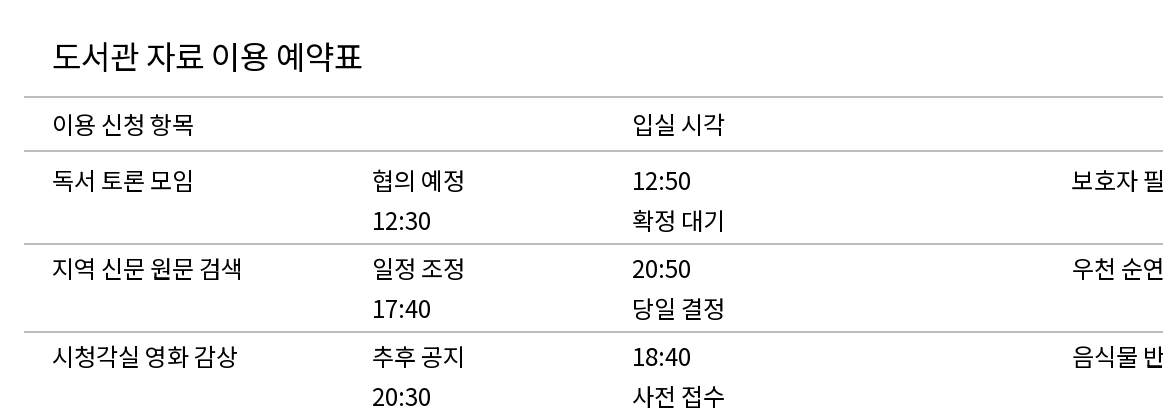 도서관 자료 이용 예약표
이용 신청 항목 입실 시각
독서 토론 모임 협의 예정 12:50 보호자
12:30 확정 대기
지역 신문 원문 검색 일정 조정 20:50 우천 순연
17:40 당일 결정
시청각실 영화 감상 추후 공지 18:40 음식물
20:30 사전 접수